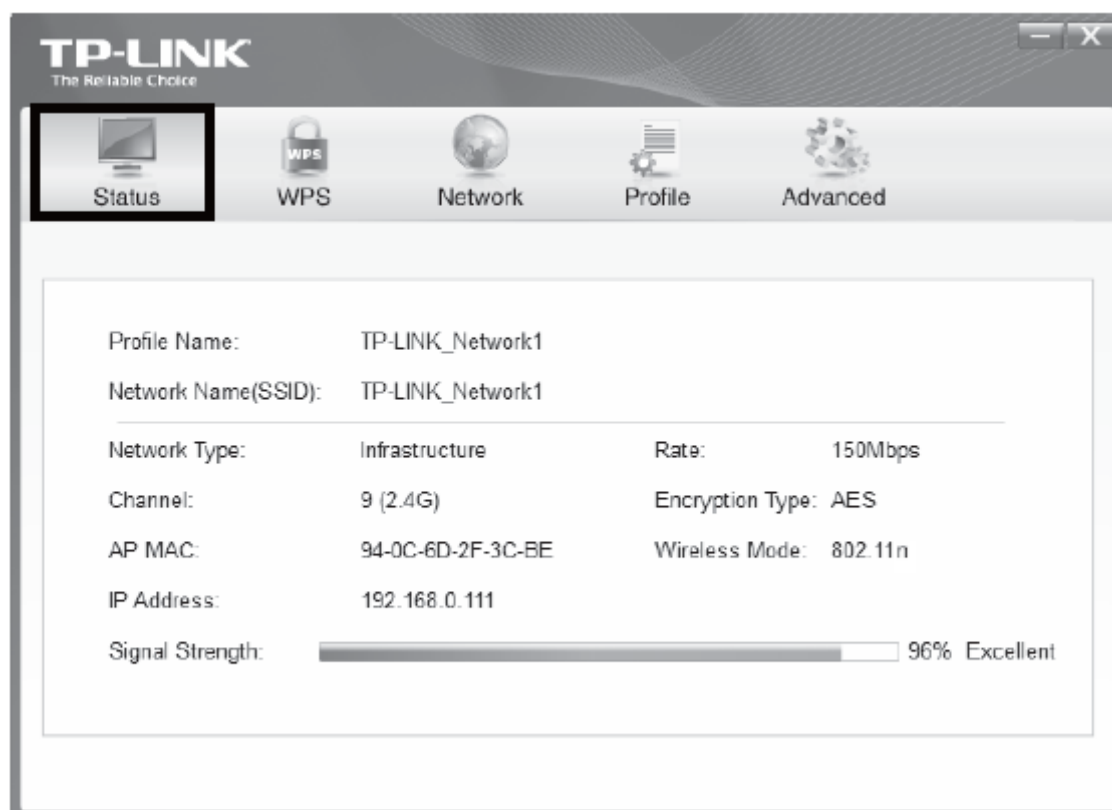 TP-LINK
The Reliable Choice
X
WPS
Status WPS Network Profile Advanced
Profile Name: TP-LINK_Network1
Network Name(SSID): TP-LINK_Network1
Network Type: Infrastructure Rate: 150Mbps
Channel: 9 (2.4G) Encryption Type: AES
AP MAC: 94-0C-6D-2F-3C-BE Wireless Mode: 802.11n
IP Address: 192.168.0.111
Signal Strength: 96% Excellent